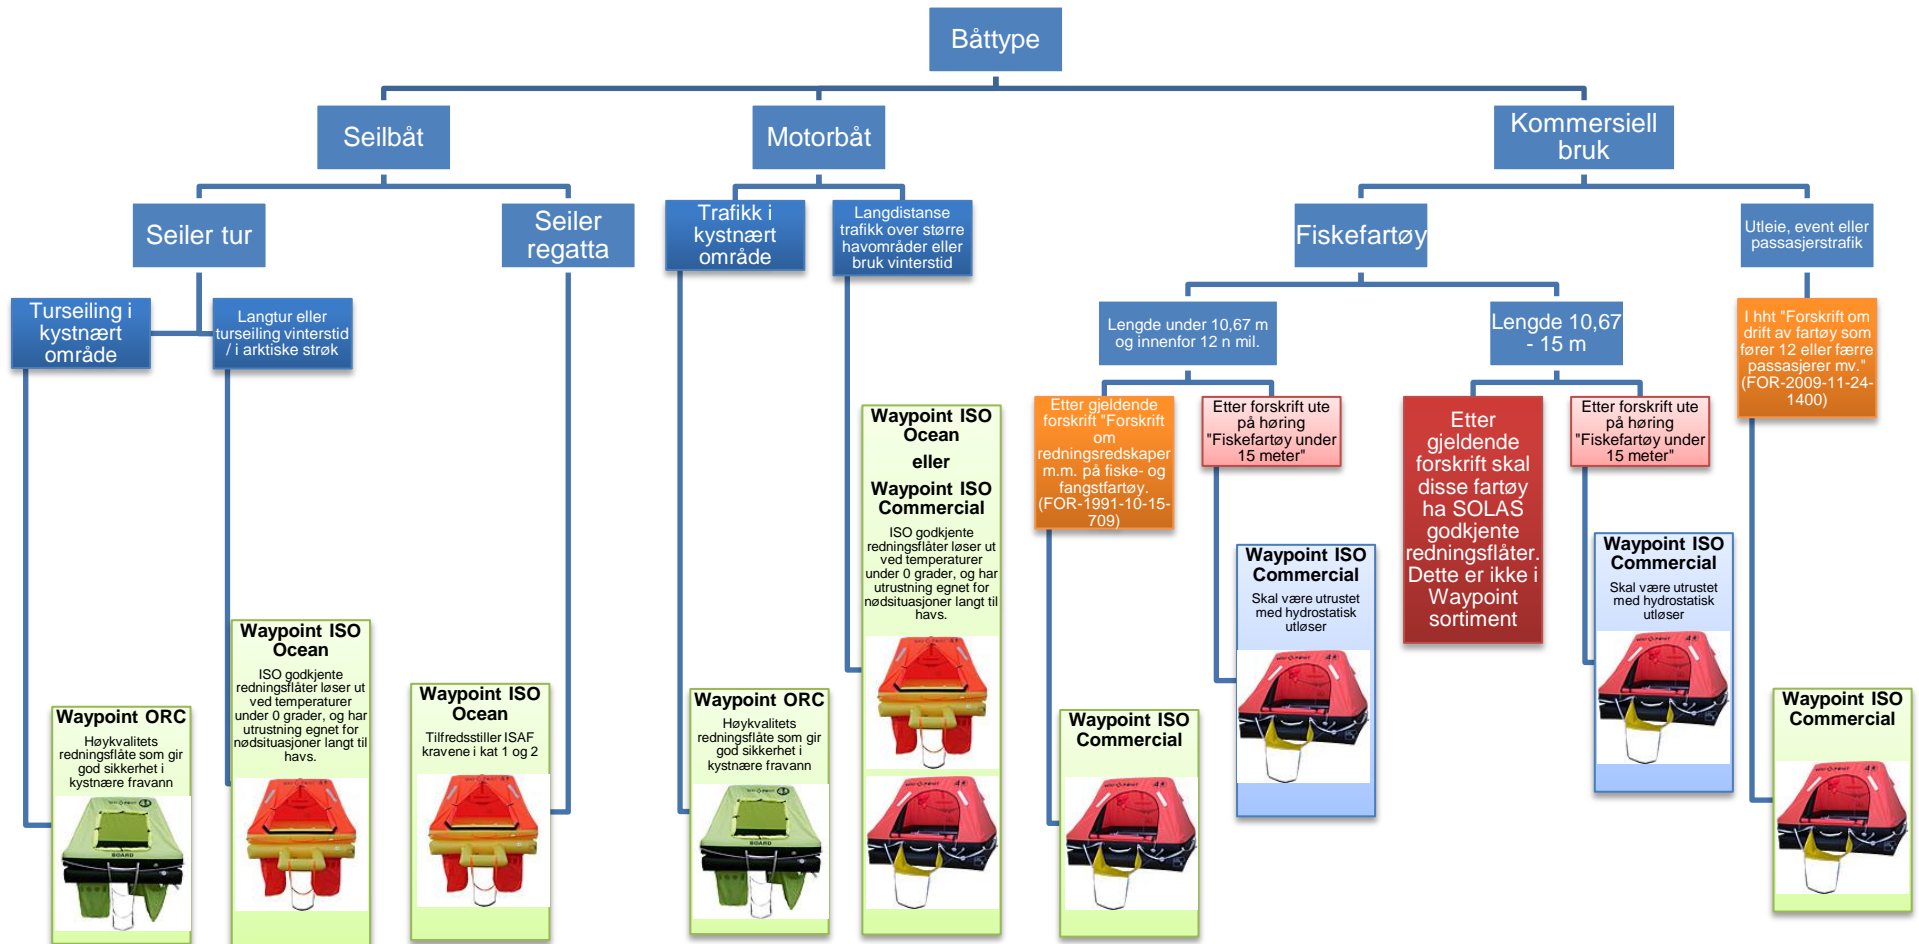 Båttype
Seilbåt
Motorbåt
Kommersiell
bruk
Seiler tur
Seiler
regatta
Trafikk i
kystnært
område
Langdistanse
trafikk over større
havområder eller
bruk vinterstid
Fiskefartøy
Utleie, event eller
passasjerstrafik
Turseiling i
kystnært
område
Langtur eller
turseiling vinterstid
/ i arktiske strøk
Lengde under 10,67 m
og innenfor 12 n mil.
Lengde 10,67
- 15 m
I hht "Forskrift om
drift av fartøy som
fører 12 eller færre
passasjerer mv."
(FOR-2009-11-24-
1400)
Etter gjeldende
forskrift "Forskrift
om
redningsredskaper
m.m. på fiske- og
fangstfartøy.
(FOR-1991-10-15-
709)
Etter forskrift ute
på høring
"Fiskefartøy under
15 meter"
Etter
gjeldende
forskrift skal
disse fartøy
ha SOLAS
godkjente
redningsflåter.
Dette er ikke i
Waypoint
sortiment
Etter forskrift ute
på høring
"Fiskefartøy under
15 meter"
Waypoint ORC
Høykvalitets
redningsflåte som gir
god sikkerhet i
kystnære fravann
BOARD
Waypoint ISO
Ocean
ISO godkjente
redningsflåter løser ut
ved temperaturer
under 0 grader, og har
utrustning egnet for
nødsituasjoner langt til
havs.
Waypoint ISO
Ocean
Tilfredsstiller ISAF
kravene i kat 1 og 2
Waypoint ORC
Høykvalitets
redningsflåte som gir
god sikkerhet i
kystnære fravann
BOARD
Waypoint ISO
Ocean
eller
Waypoint ISO
Commercial
ISO godkjente
redningsflåter løser ut
ved temperaturer
under 0 grader, og har
utrustning egnet for
nødsituasjoner langt til
havs.
Waypoint ISO
Commercial
Waypoint ISO
Commercial
Skal være utrustet
med hydrostatisk
utløser
Waypoint ISO
Commercial
Skal være utrustet
med hydrostatisk
utløser
Waypoint ISO
Commercial